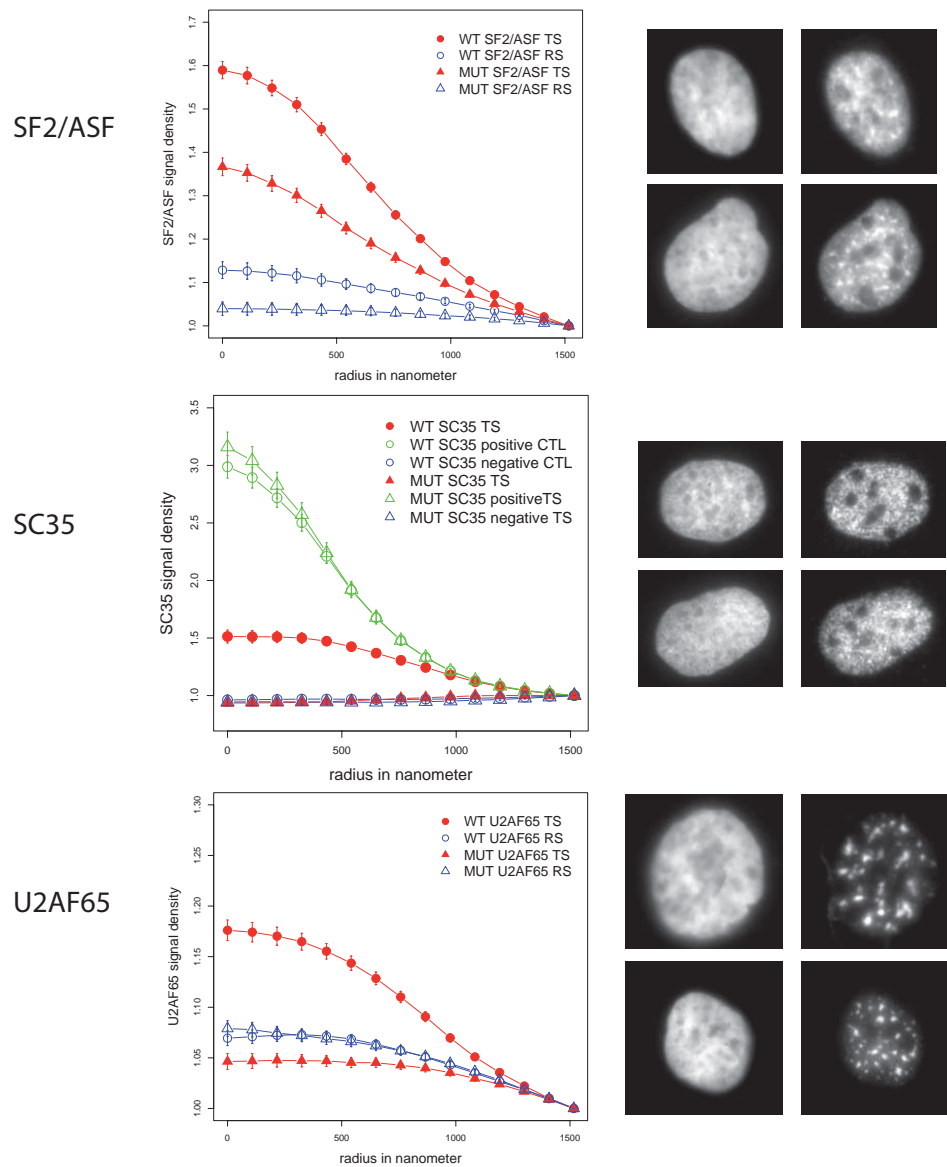 SF2/ASF
SF2/ASF signal density
1.0
1.1
1.2
1.3
1.4
1.5
1.6
1.7
WT SF2/ASF TS
WT SF2/ASF RS
MUT SF2/ASF TS
MUT SF2/ASF RS
0 500 1000 1500
radius in nanometer
SC35
SC35 signal density
1.0
1.5
2.0
2.5
3.0
3.5
WT SC35 TS
WT SC35 positive CTL
WT SC35 negative CTL
MUT SC35 TS
MUT SC35 positiveTS
MUT SC35 negative TS
0 500 1000 1500
radius in nanometer
U2AF65
U2AF65 signal density
1.00
1.05
1.10
1.15
1.20
1.25
1.30
WT U2AF65 TS
WT U2AF65 RS
MUT U2AF65 TS
MUT U2AF65 RS
0 500 1000 1500
radius in nanometer